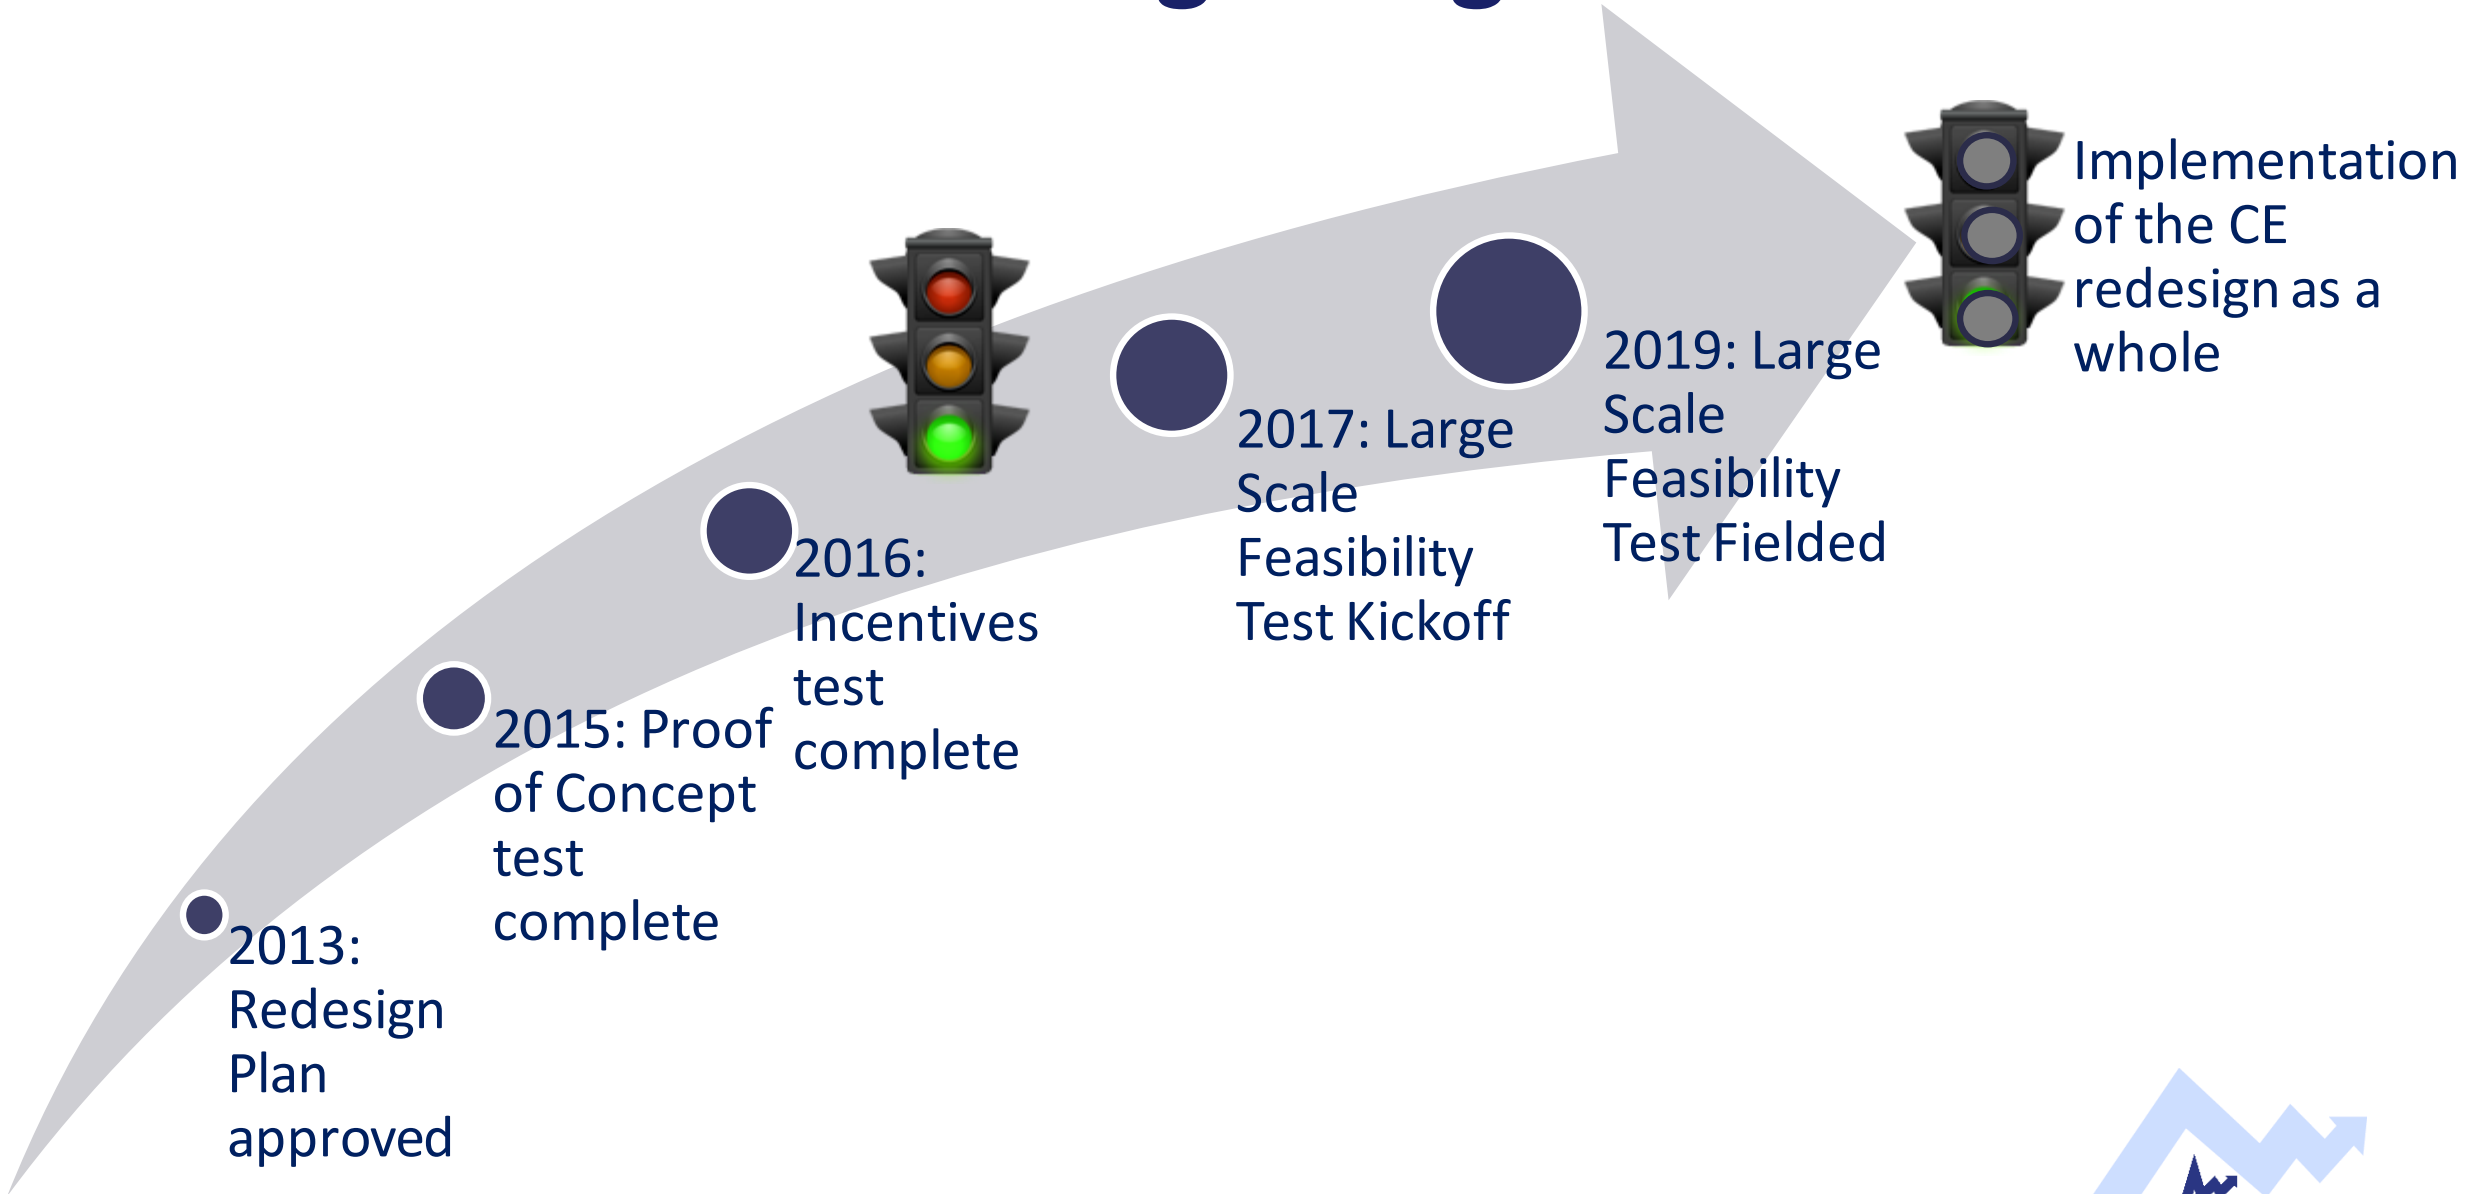 2013:
Redesign
Plan
approved
2015: Proof
of Concept
test
complete
2016:
Incentives
test
complete
2017: Large
Scale
Feasibility
Test Kickoff
2019: Large
Scale
Feasibility
Test Fielded
Implementation
of the CE
redesign as a
whole